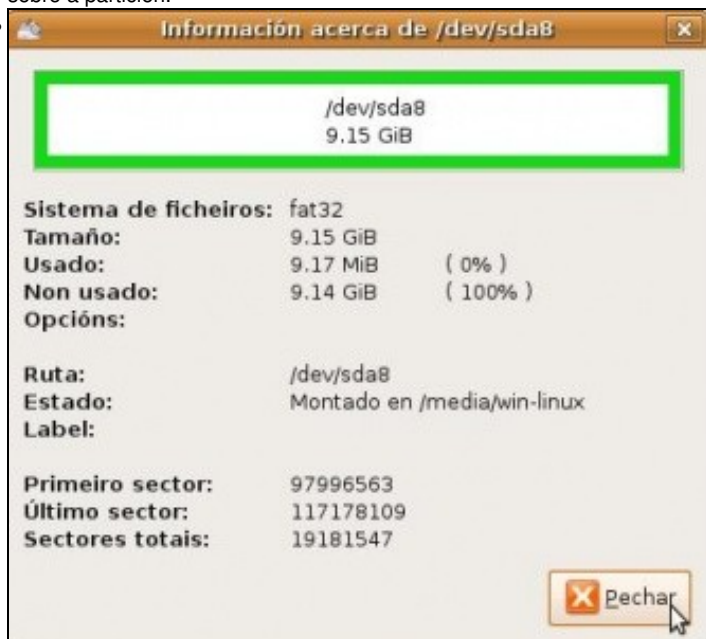 sobre a partición.
Información acerca de /dev/sda8
/dev/sda8
9.15 GiB
Sistema de ficheiros: fat32
Tamaño: 9.15 GiB
Usado: 9.17 MiB ( 0% )
Non usado: 9.14 GiB ( 100% )
Opcións:
Ruta: /dev/sda8
Estado: Montado en /media/win-linux
Label:
Primeiro sector: 97996563
Último sector: 117178109
Sectores totais: 19181547
Pechar